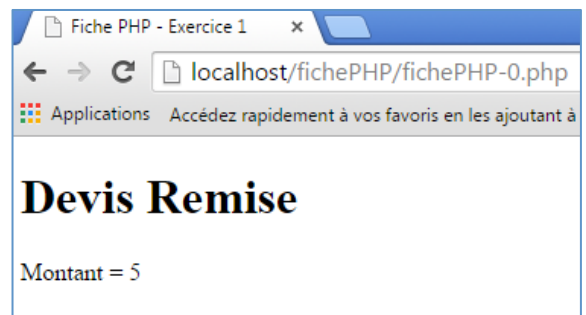 Fiche PHP - Exercice 1
localhost/fichePHP/fichePHP-0.php
Applications Accédez rapidement à vos favoris en les ajoutant à
Devis Remise
Montant = 5